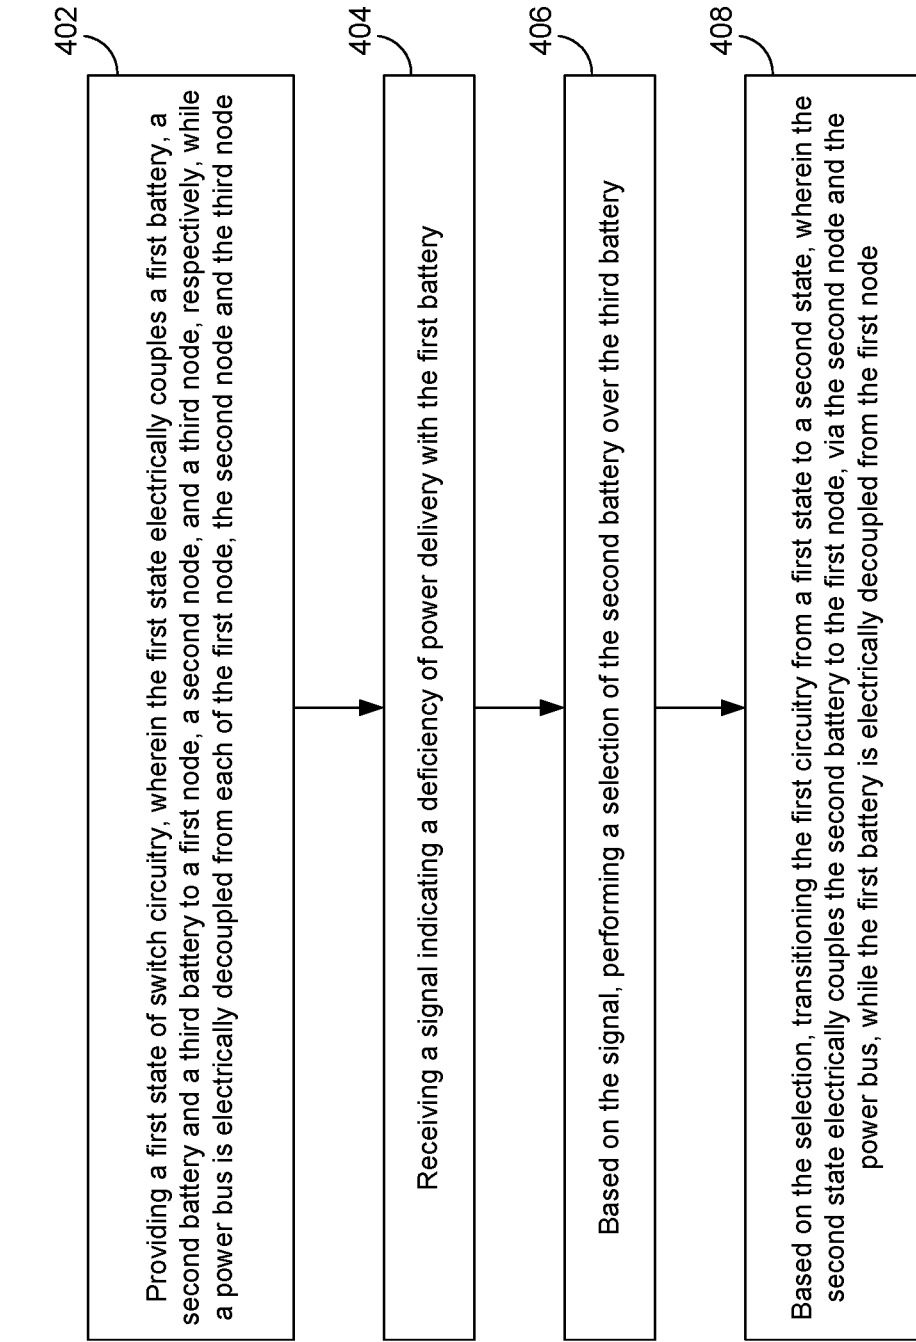 402
Providing a first state of switch circuitry, wherein the first state electrically couples a first battery, a
second battery and a third battery to a first node, a second node, and a third node, respectively, while
a power bus is electrically decoupled from each of the first node, the second node and the third node
404
Receiving a signal indicating a deficiency of power delivery with the first battery
406
Based on the signal, performing a selection of the second battery over the third battery
408
Based on the selection, transitioning the first circuitry from a first state to a second state, wherein the
second state electrically couples the second battery to the first node, via the second node and the
power bus, while the first battery is electrically decoupled from the first node